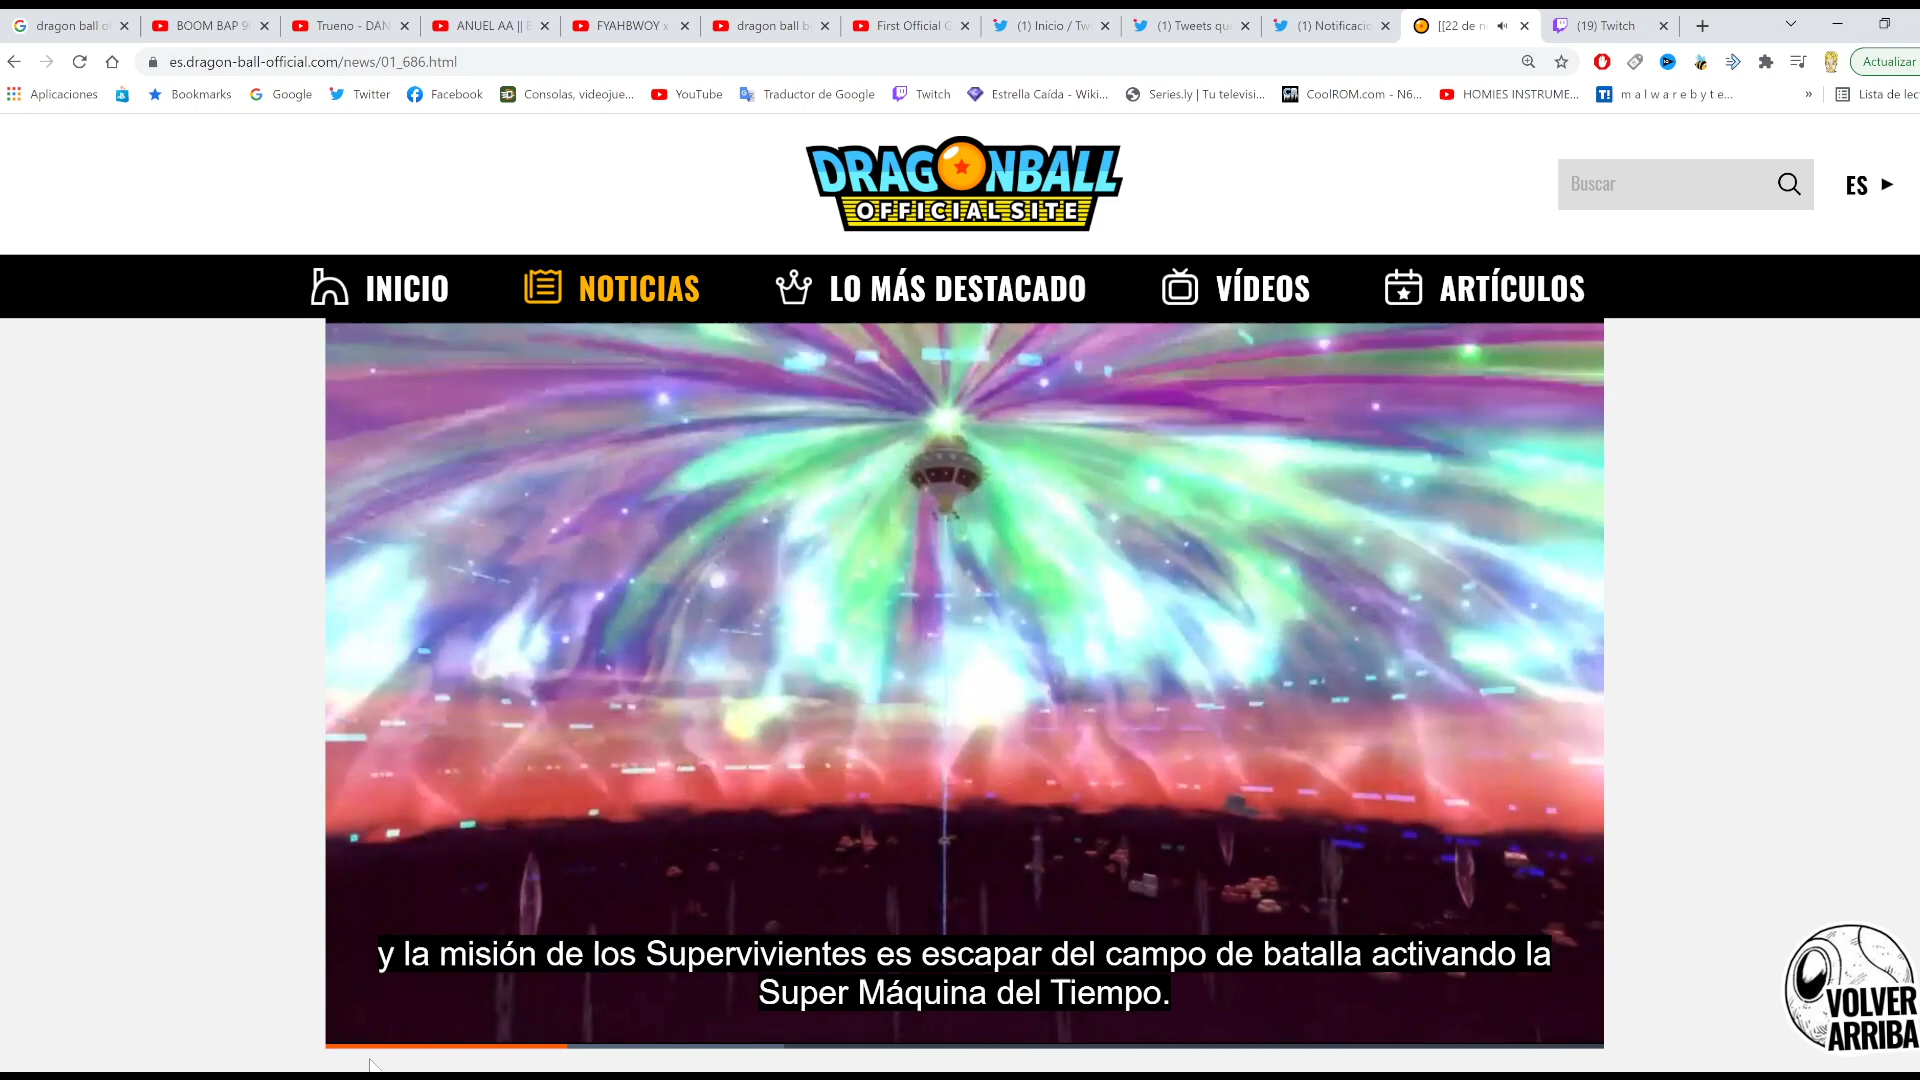 dragon ball o
BOOM BAP 9
Trueno - DAN
ANUEL AA || E
FYAHBWOY x
dragon ball b
First Official G
(1) Inicio / Tw
(1) Tweets qu
(1) Notificacio
[[22 de n
(19) Twitch
es.dragon-ball-official.com/news/01_686.html
Actualizar
Aplicaciones
Bookmarks
Google
Twitter
Facebook
Consolas, videojue...
YouTube
Traductor de Google
Twitch
Estrella Caída - Wiki...
Series.ly | Tu televisi...
CoolROM.com - N6...
HOMIES INSTRUME...
T!
m a l w a r e b y t e...
»
Lista de lec
DRAGONBALL
OFFICIAL SITE
Buscar
ES
INICIO
NOTICIAS
LO MÁS DESTACADO
VÍDEOS
ARTÍCULOS
y la misión de los Supervivientes es escapar del campo de batalla activando la
Super Máquina del Tiempo.
VOLVER
ARRIBA